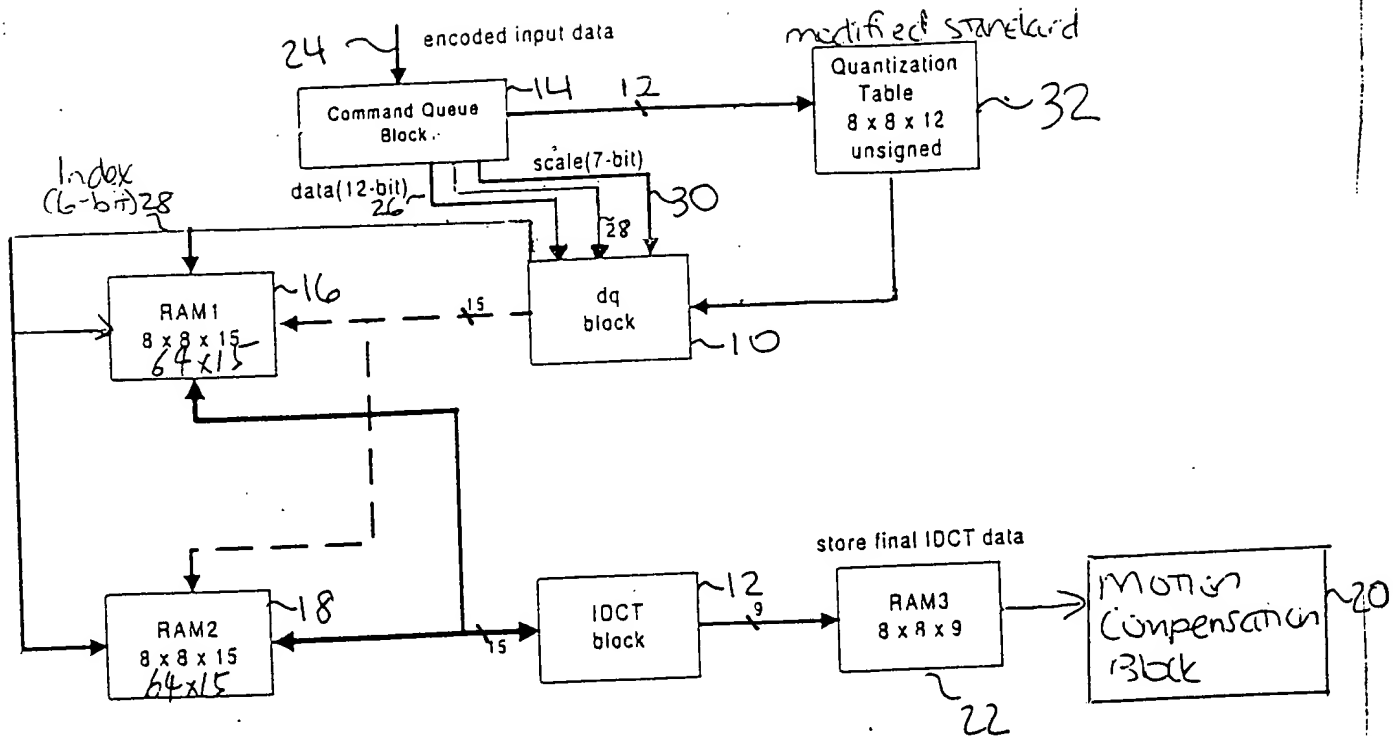 24
encoded input data
modified standard
Command Queue
Block
14
12
Quantization
Table
8 x 8 x 12
unsigned
32
Index
(6-bit) 28
data(12-bit)
26
scale(7-bit)
28
30
RAM1
8 x 8 x 15
64x15
16
15
dq
block
10
RAM2
8 x 8 x 15
64x15
18
15
IDCT
block
12
9
store final IDCT data
RAM3
8 x 8 x 9
22
Motion
Compensation
Block
20